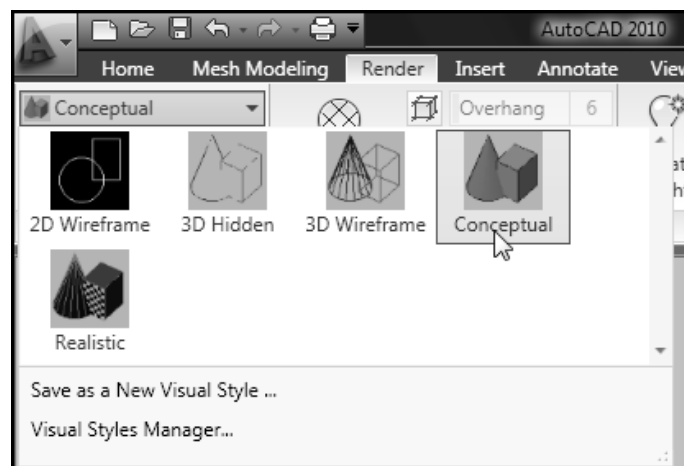 AutoCAD 2010
Home Mesh Modeling Render Insert Annotate View
Conceptual Overhang 6
2D Wireframe 3D Hidden 3D Wireframe Conceptual
Realistic
Save as a New Visual Style ...
Visual Styles Manager...